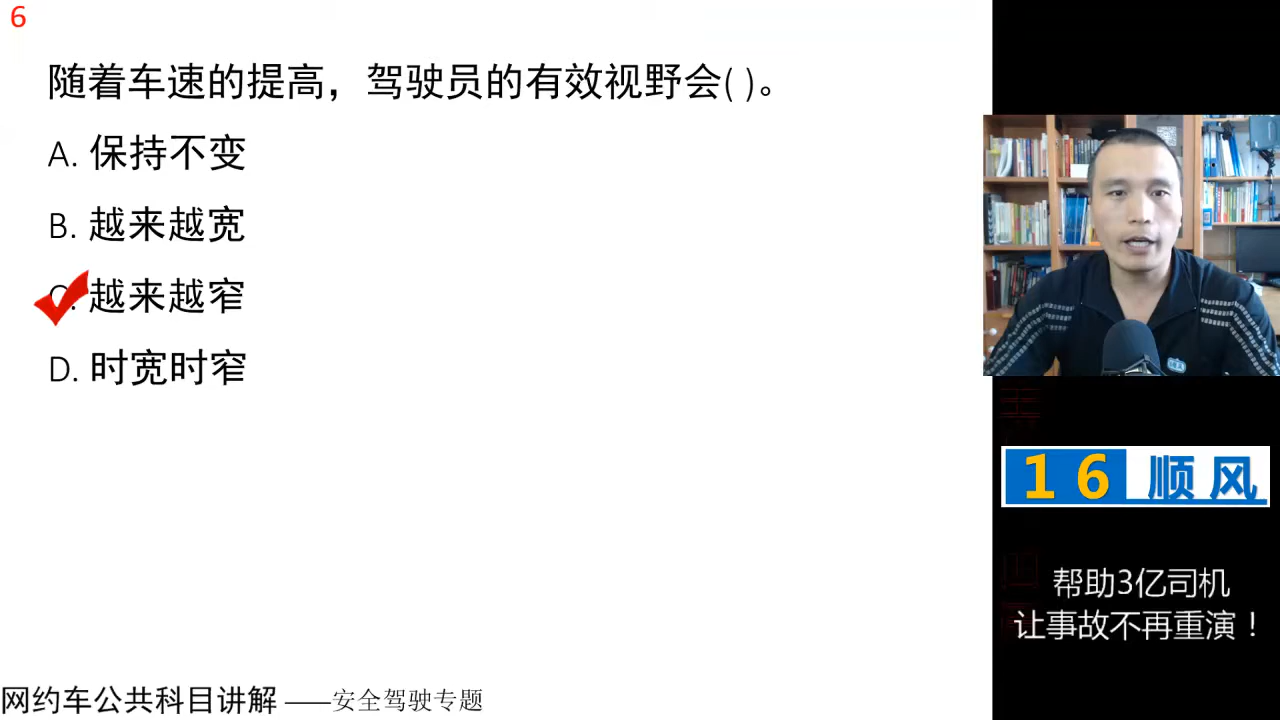 6
随着车速的提高，驾驶员的有效视野会( )。
A. 保持不变
B. 越来越宽
C. 越来越窄
D. 时宽时窄
16 顺风
帮助3亿司机
让事故不再重演！
网约车公共科目讲解 ——安全驾驶专题